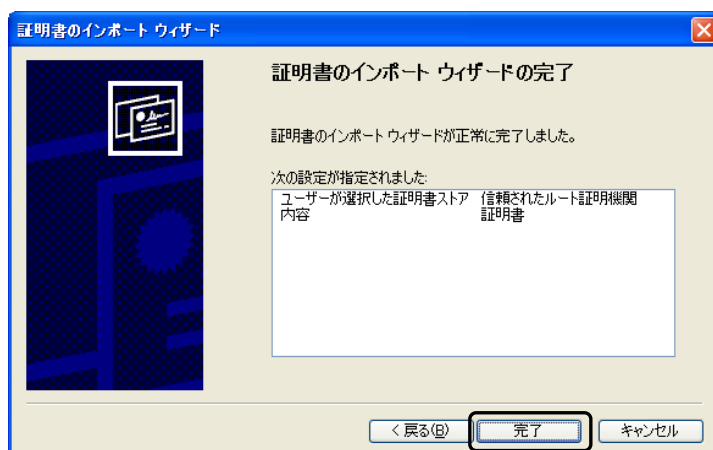 証明書のインポート ウィザード
証明書のインポート ウィザードの完了
証明書のインポート ウィザードが正常に完了しました。
次の設定が指定されました:
ユーザーが選択した証明書ストア 信頼されたルート証明機関
内容 証明書
< 戻る(B) 完了 キャンセル